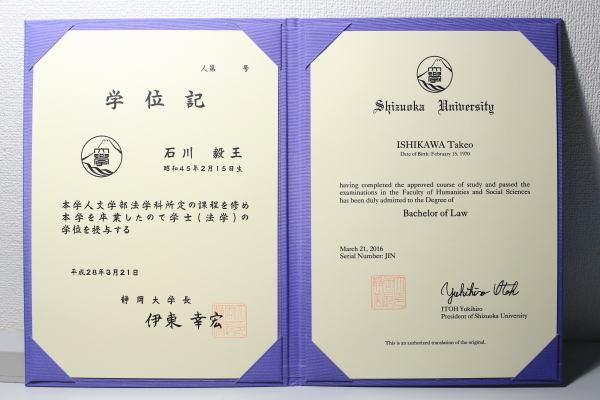 人第　　号
学位記
石川　毅王
昭和45年2月15日生
本学人文学部法学科所定の課程を修め
本学を卒業したので学士(法学)の
学位を授与する
平成28年3月21日
静岡大学長
伊東幸宏
Shizuoka University
ISHIKAWA Takeo
Date of Birth: February 15, 1970
having completed the approved course of study and passed the
examinations in the Faculty of Humanities and Social Sciences
has been duly admitted to the Degree of
Bachelor of Law
March 21, 2016
Serial Number: JIN
Yukihiro Itoh
ITOH Yukihiro
President of Shizuoka University
This is an authorized translation of the original.